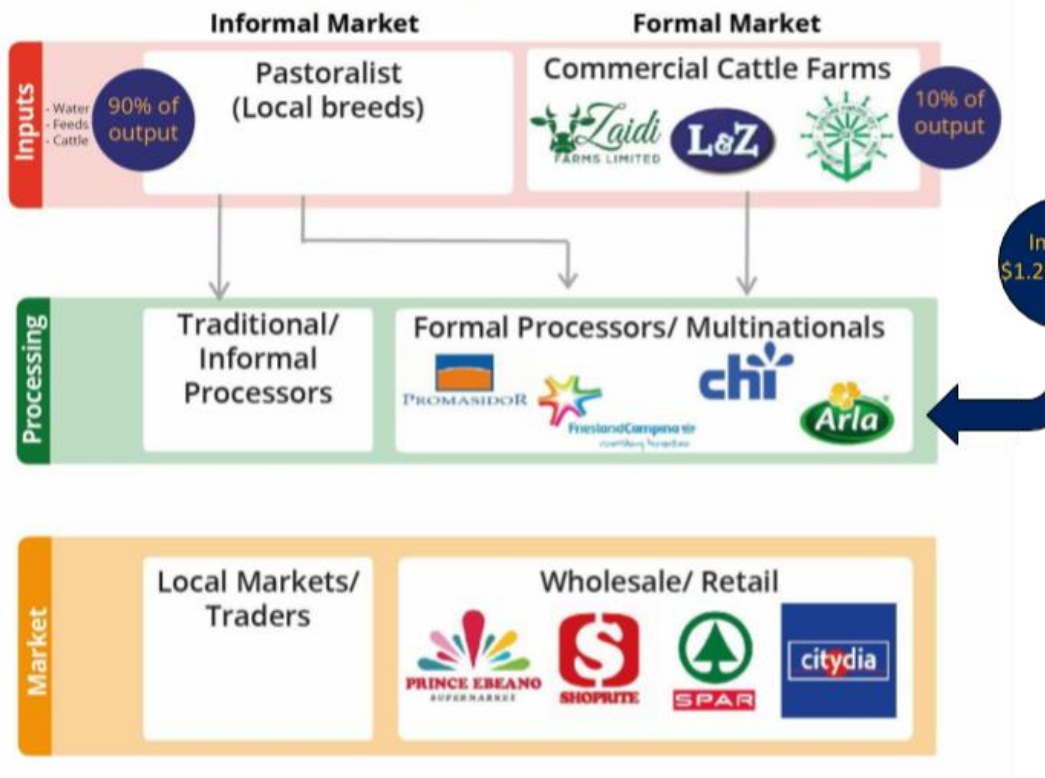 Informal Market
Formal Market
Inputs
- Water
- Feeds
- Cattle
90% of
output
Pastoralist
(Local breeds)
Commercial Cattle Farms
Zaidi
FARMS LIMITED
L&Z
10% of
output
$1.2
Processing
Traditional/
Informal
Processors
Formal Processors/ Multinationals
PROMASIDOR
FrieslandCampina
chi
Arla
Market
Local Markets/
Traders
Wholesale/ Retail
PRINCE EBEANO
SUPERMARKET
S
SHOPRITE
SPAR
citydia